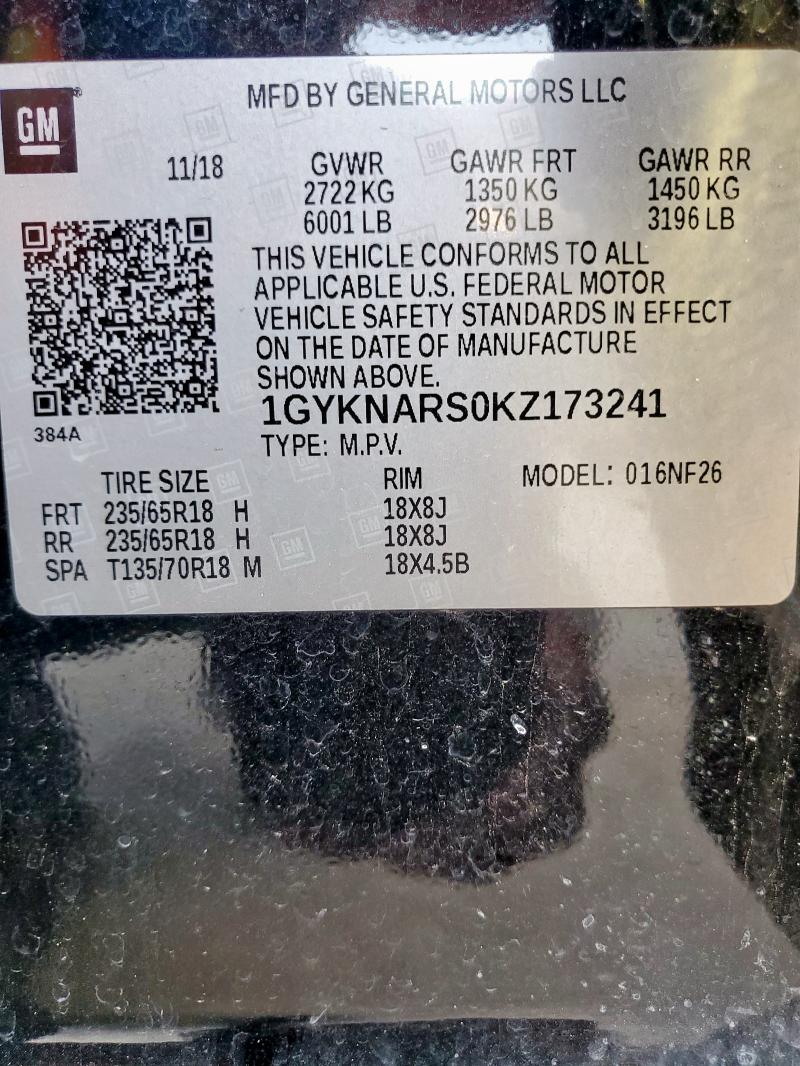 MFD BY GENERAL MOTORS LLC
GM®
11/18 GVWR GAWR FRT GAWR RR
2722 KG 1350 KG 1450 KG
6001 LB 2976 LB 3196 LB
THIS VEHICLE CONFORMS TO ALL
APPLICABLE U.S. FEDERAL MOTOR
VEHICLE SAFETY STANDARDS IN EFFECT
ON THE DATE OF MANUFACTURE
SHOWN ABOVE.
384A
1GYKNARS0KZ173241
TYPE: M.P.V.
TIRE SIZE RIM MODEL: 016NF26
FRT 235/65R18 H 18X8J
RR 235/65R18 H 18X8J
SPA T135/70R18 M 18X4.5B